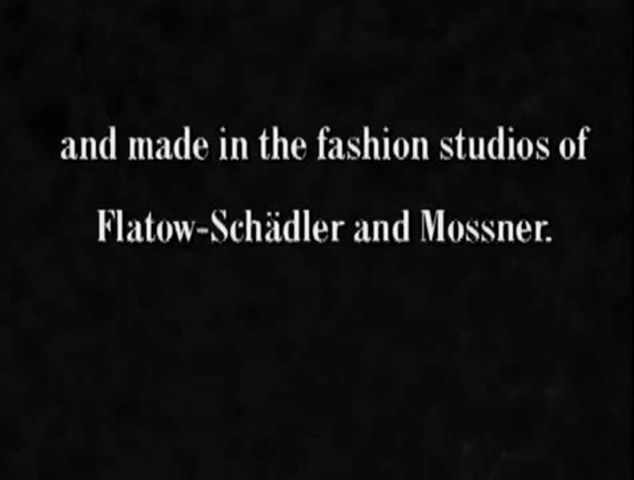 and made in the fashion studios of
Flatow-Schädler and Mossner.